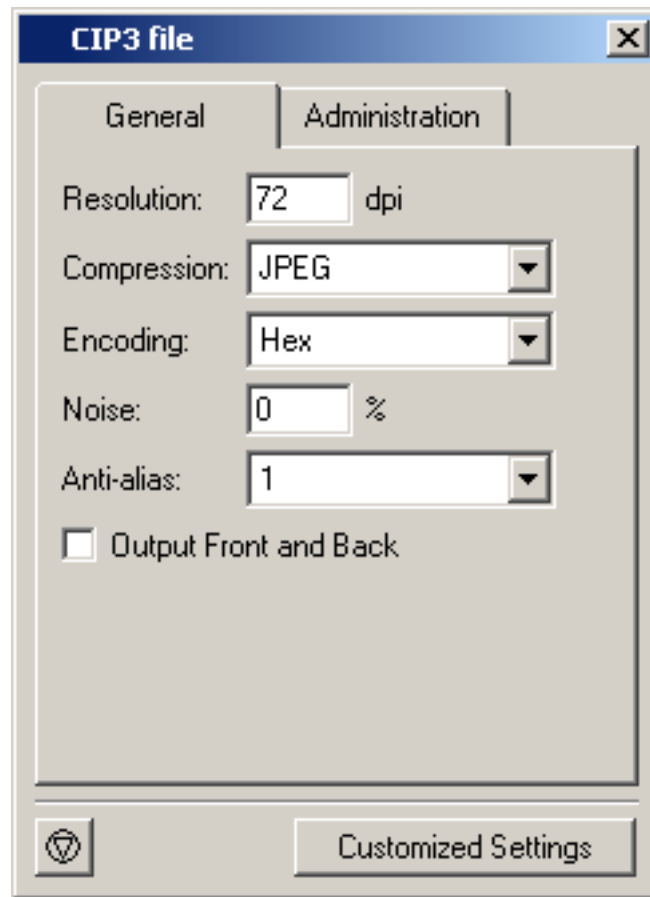 CIP3 file
General Administration
Resolution: 72 dpi
Compression: JPEG
Encoding: Hex
Noise: 0 %
Anti-alias: 1
Output Front and Back
Customized Settings